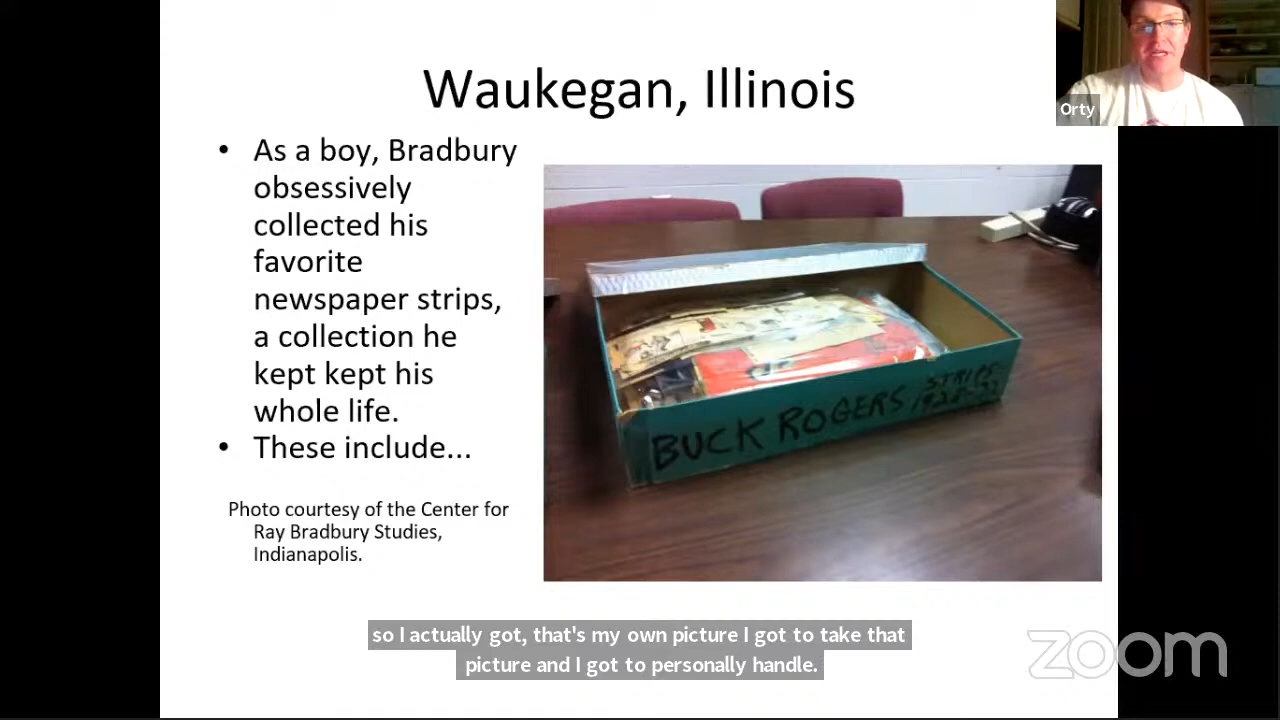 Waukegan, Illinois
Orty
• As a boy, Bradbury
obsessively
collected his
favorite
newspaper strips,
a collection he
kept kept his
whole life.
• These include...
Photo courtesy of the Center for
Ray Bradbury Studies,
Indianapolis.
STRIPS
BUCK ROGERS
so I actually got, that's my own picture I got to take that
picture and I got to personally handle.
zoom